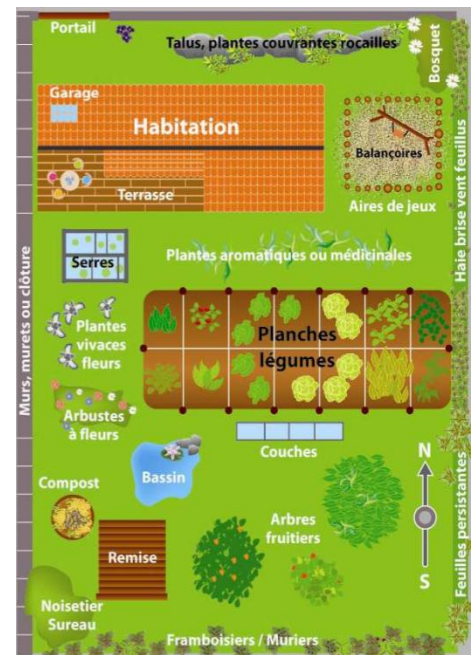 Portail
Talus, plantes couvrantes rocailles
Bosquet
Garage
Habitation
Balançoires
Terrasse
Aires de jeux
Haie brise vent feuillus
Murs, murets ou clôture
Serres
Plantes aromatiques ou médicinales
Plantes
vivaces
fleurs
Planches
légumes
Arbustes
à fleurs
Couches
N
Bassin
Compost
Arbres
fruitiers
Remise
S
Feuilles persistantes
Noisetier
Sureau
Framboisiers / Muriers